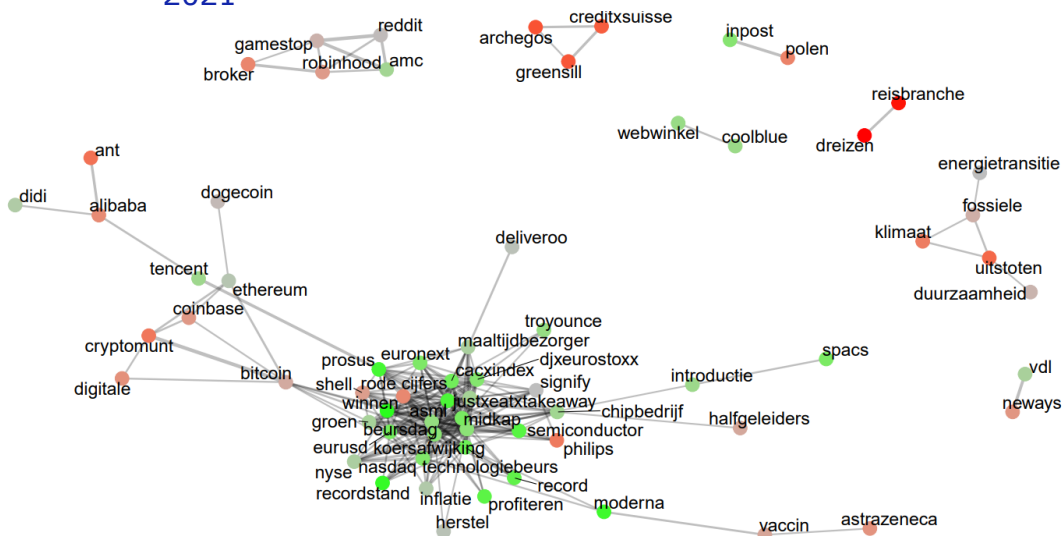 2021
creditxsuisse
reddit
gamestop
archegos
inpost
robinhood
amc
polen
broker
greensill
reisbranche
webwinkel
coolblue
dreizen
ant
energietransitie
didi
dogecoin
alibaba
fossiele
klimaat
deliveroo
tencent
uitstoten
ethereum
duurzaamheid
coinbase
troyounce
maaltijdbezorger
cryptomunt
euronext
djxeurostoxx
spacs
prosus
cacxindex
vdl
bitcoin
introductie
digitale
shell
rode cijfers
signify
winnen
justxeatxtakeaway
neways
groen
asml
midkap
chipbedrijf
halfgeleiders
beursdag
semiconductor
eurusd
koersafwijking
philips
nyse
nasdaq
technologiebeurs
record
recordstand
inflatie
profiteren
moderna
herstel
vaccin
astrazeneca